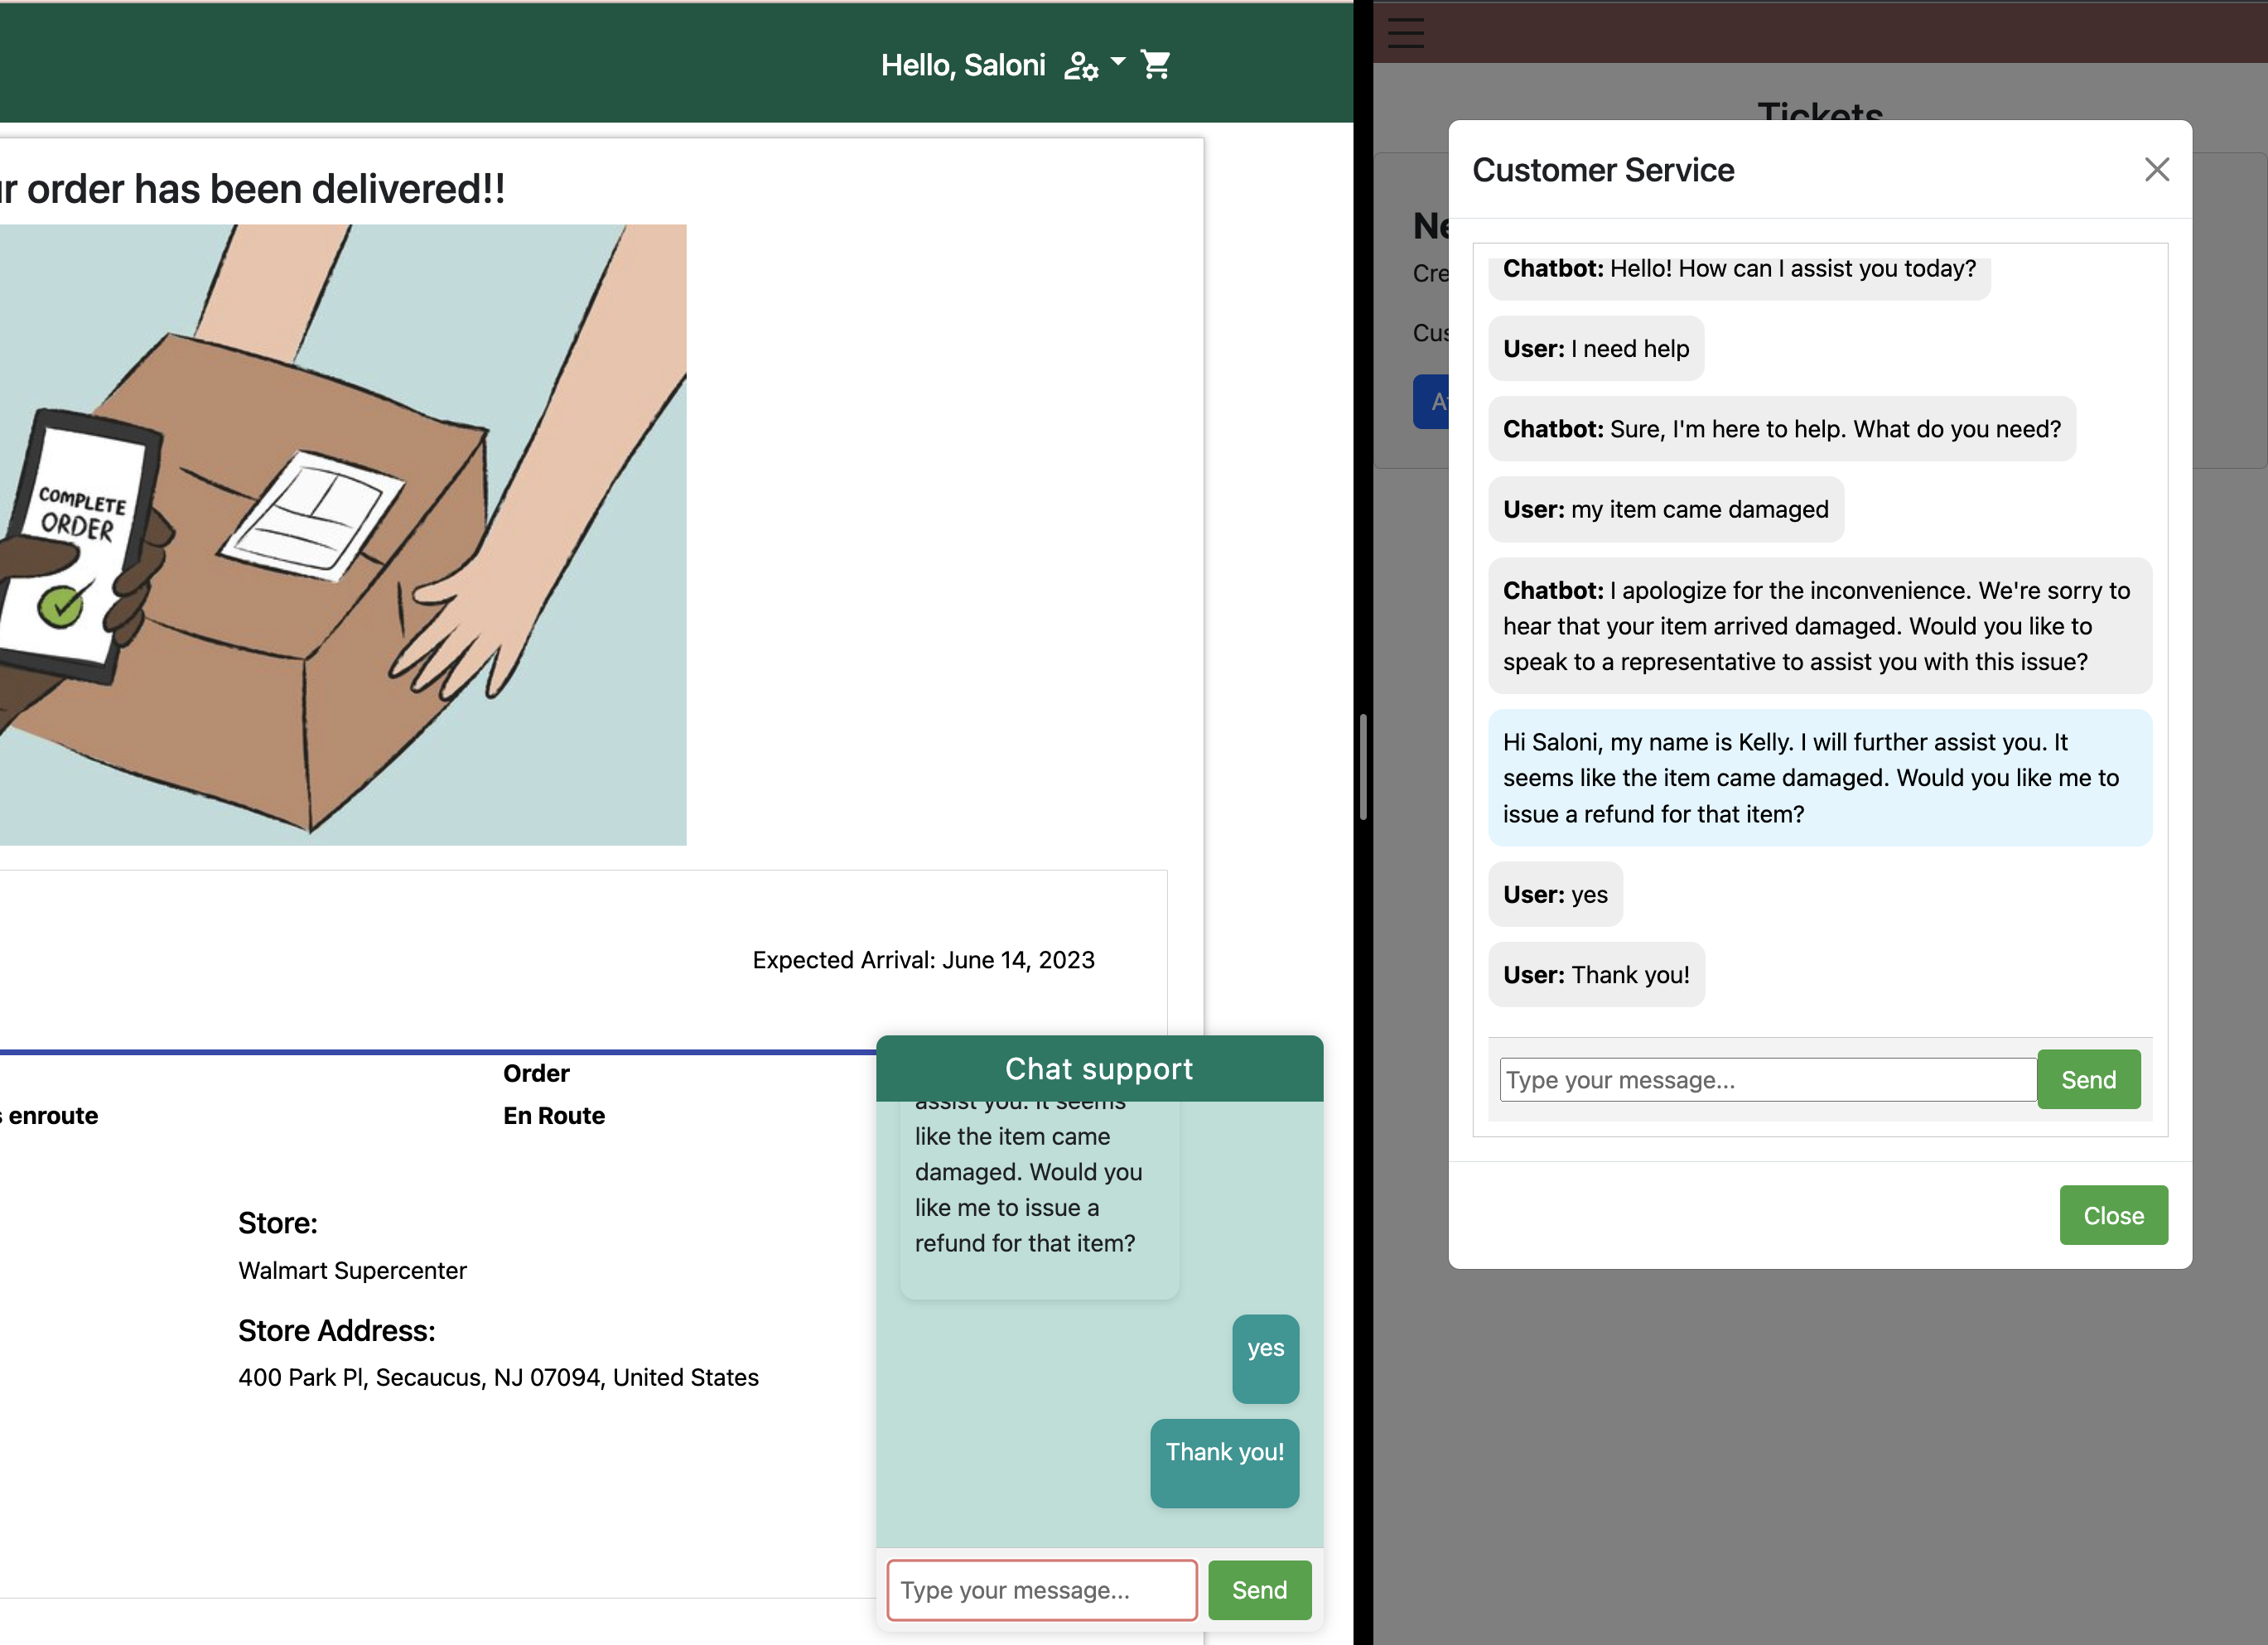 Hello, Saloni
r order has been delivered!!
COMPLETE
ORDER
Expected Arrival: June 14, 2023
Order
enroute
En Route
Store:
Walmart Supercenter
Store Address:
400 Park Pl, Secaucus, NJ 07094, United States
Chat support
assist you. It seems
like the item came
damaged. Would you
like me to issue a
refund for that item?
yes
Thank you!
Type your message...
Send
Tickets
Ne
Cre
Cus
Customer Service
Chatbot: Hello! How can I assist you today?
User: I need help
Chatbot: Sure, I'm here to help. What do you need?
User: my item came damaged
Chatbot: I apologize for the inconvenience. We're sorry to
hear that your item arrived damaged. Would you like to
speak to a representative to assist you with this issue?
Hi Saloni, my name is Kelly. I will further assist you. It
seems like the item came damaged. Would you like me to
issue a refund for that item?
User: yes
User: Thank you!
Type your message...
Send
Close